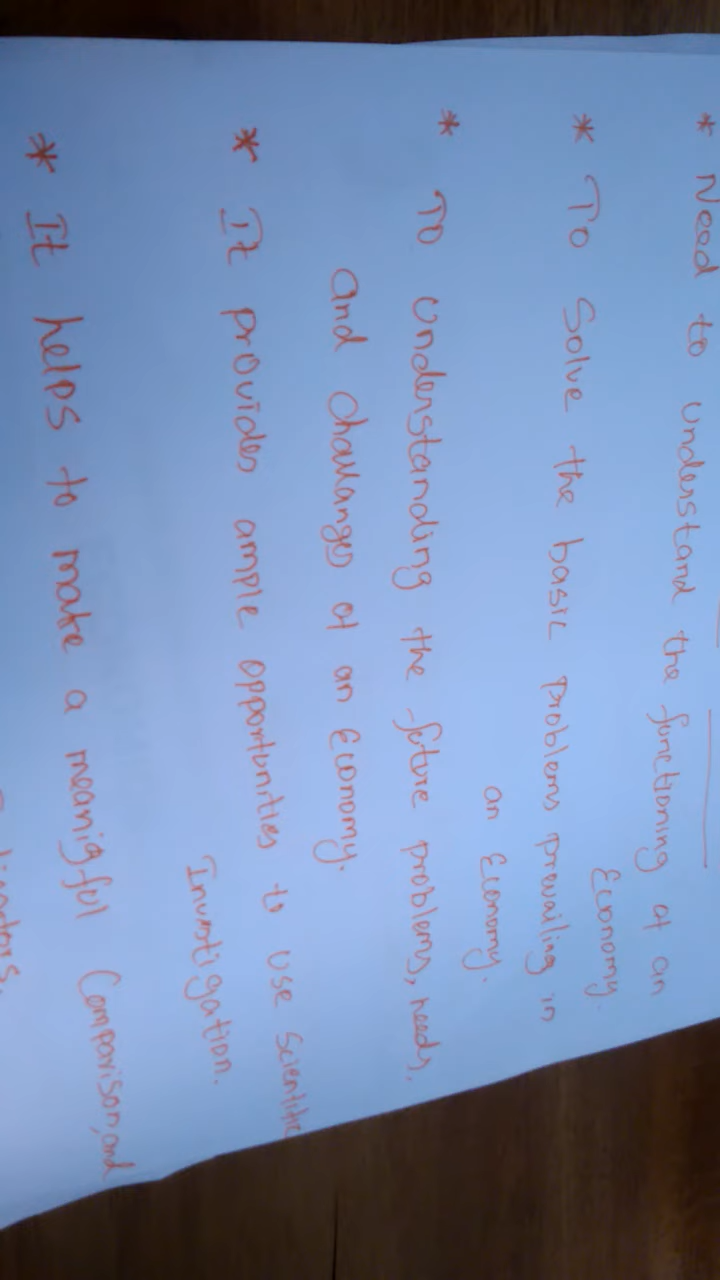 * Need to understand the functioning of an
Economy.
* To Solve the basic problems prevailing in
an Economy.
* To Understanding the future problems, needs,
and challanges of an Economy.
* It provides ample opportunities to use Scientific
Investigation.
* It helps to make a meanigful Comparison, and